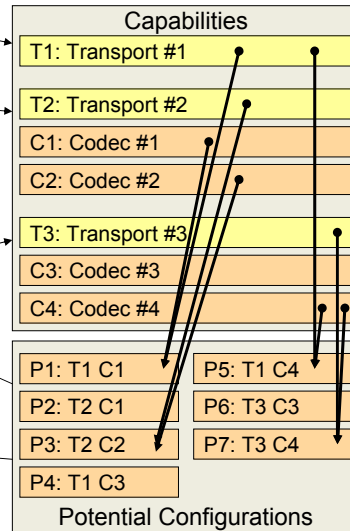 Capabilities
T1: Transport #1
T2: Transport #2
C1: Codec #1
C2: Codec #2
T3: Transport #3
C3: Codec #3
C4: Codec #4
P1: T1 C1
P2: T2 C1
P3: T2 C2
P4: T1 C3
P5: T1 C4
P6: T3 C3
P7: T3 C4
Potential Configurations